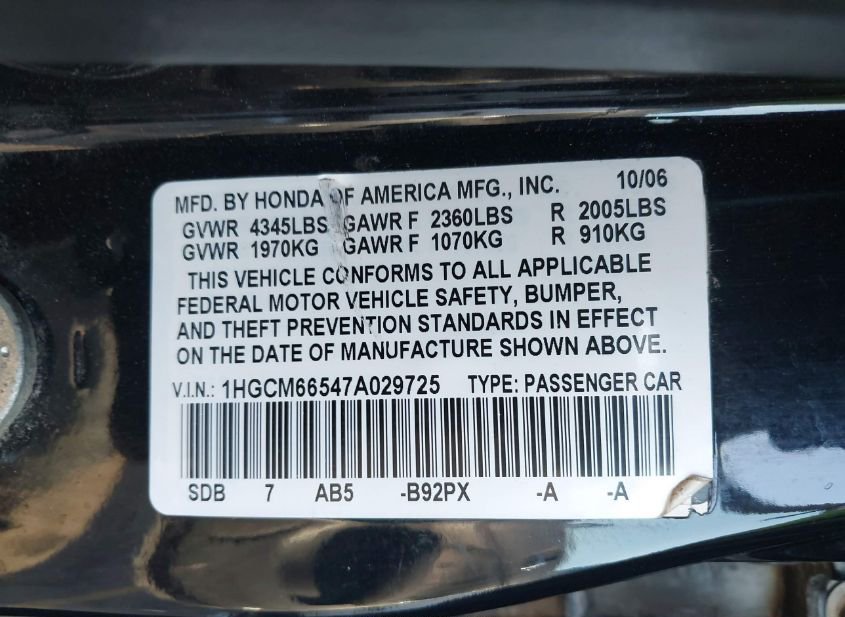 MFD. BY HONDA OF AMERICA MFG., INC. 10/06
GVWR 4345LBS GAWR F 2360LBS R 2005LBS
GVWR 1970KG GAWR F 1070KG R 910KG
THIS VEHICLE CONFORMS TO ALL APPLICABLE
FEDERAL MOTOR VEHICLE SAFETY, BUMPER,
AND THEFT PREVENTION STANDARDS IN EFFECT
ON THE DATE OF MANUFACTURE SHOWN ABOVE.
V.I.N.: 1HGCM66547A029725 TYPE: PASSENGER CAR
SDB 7 AB5 -B92PX -A -A